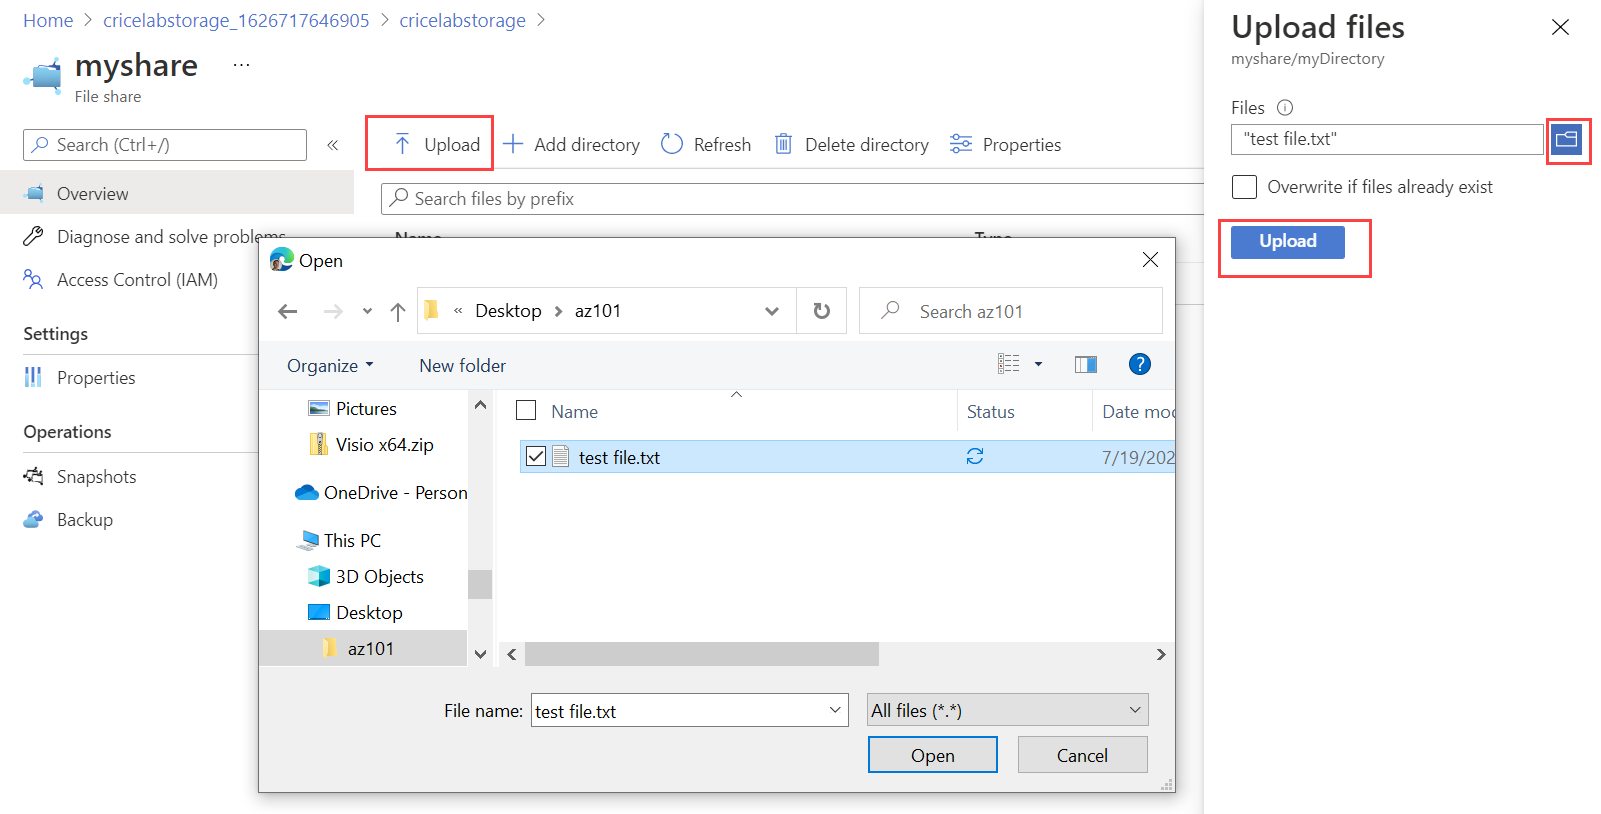 Home > cricelabstorage_1626717646905 > cricelabstorage >
myshare ...
File share
Search (Ctrl+/) «
Overview
Diagnose and solve problems
Access Control (IAM)
Settings
Properties
Operations
Snapshots
Backup
Upload Add directory Refresh Delete directory Properties
Search files by prefix
Name Type
Open
« Desktop > az101
Search az101
Organize New folder
Pictures
Visio x64.zip
OneDrive - Person
This PC
3D Objects
Desktop
az101
Name Status Date mod
test file.txt 7/19/202
File name: test file.txt All files (*.*)
Open Cancel
Upload files
myshare/myDirectory
Files
"test file.txt"
Overwrite if files already exist
Upload